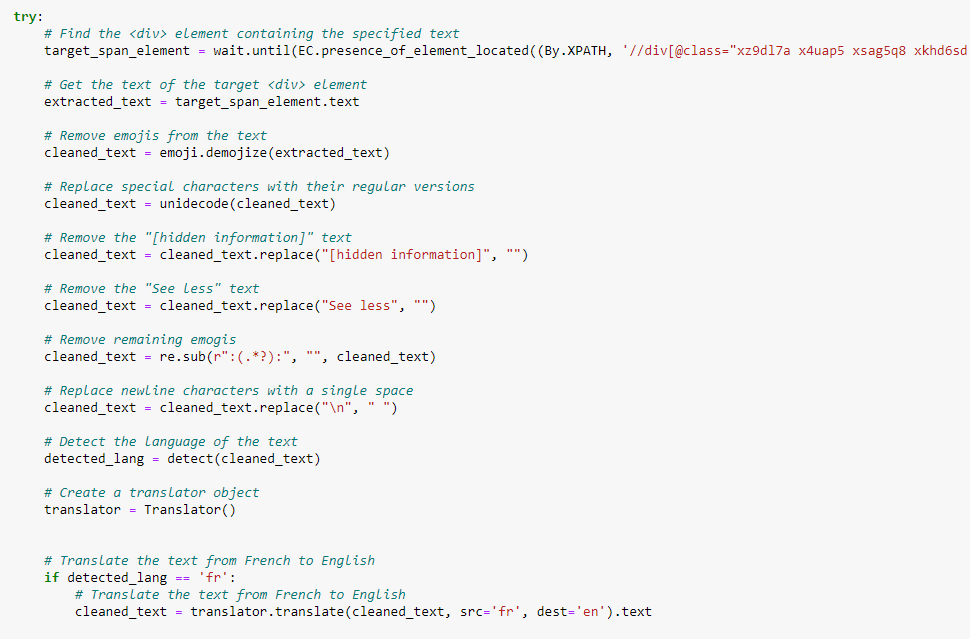 try:
    # Find the <div> element containing the specified text
    target_span_element = wait.until(EC.presence_of_element_located((By.XPATH, '//div[@class="xz9dl7a x4uap5 xsag5q8 xkhd6sd
    # Get the text of the target <div> element
    extracted_text = target_span_element.text
    # Remove emojis from the text
    cleaned_text = emoji.demojize(extracted_text)
    # Replace special characters with their regular versions
    cleaned_text = unidecode(cleaned_text)
    # Remove the "[hidden information]" text
    cleaned_text = cleaned_text.replace("[hidden information]", "")
    # Remove the "See less" text
    cleaned_text = cleaned_text.replace("See less", "")
    # Remove remaining emogis
    cleaned_text = re.sub(r":(.*?):", "", cleaned_text)
    # Replace newline characters with a single space
    cleaned_text = cleaned_text.replace("\n", " ")
    # Detect the language of the text
    detected_lang = detect(cleaned_text)
    # Create a translator object
    translator = Translator()
    # Translate the text from French to English
    if detected_lang == 'fr':
        # Translate the text from French to English
        cleaned_text = translator.translate(cleaned_text, src='fr', dest='en').text